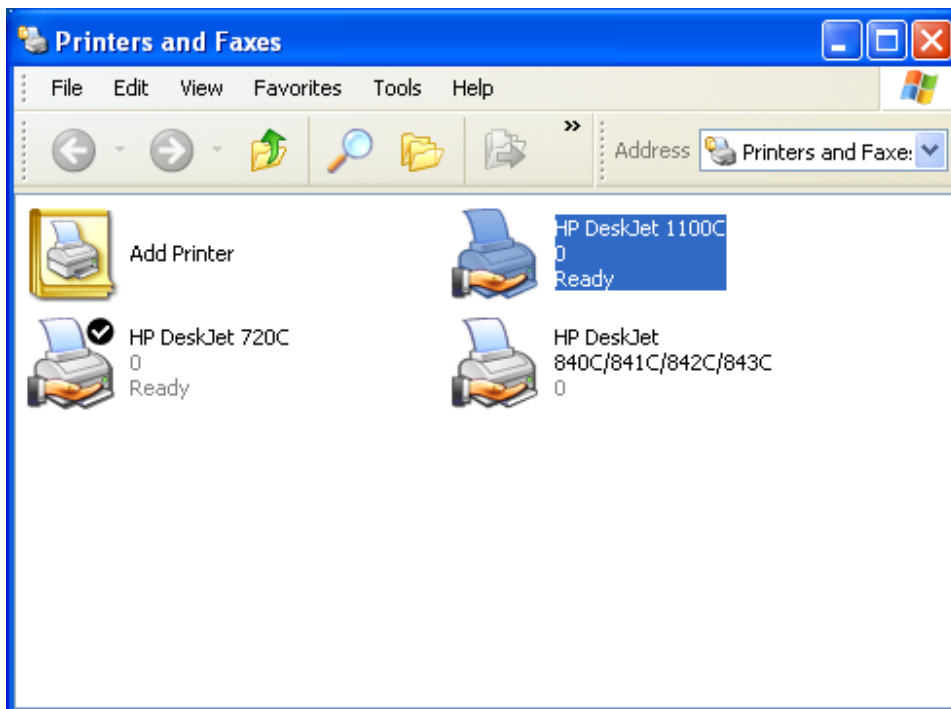 Printers and Faxes
File Edit View Favorites Tools Help
» Address Printers and Faxe
Add Printer
HP DeskJet 1100C
0
Ready
HP DeskJet 720C
0
Ready
HP DeskJet
840C/841C/842C/843C
0